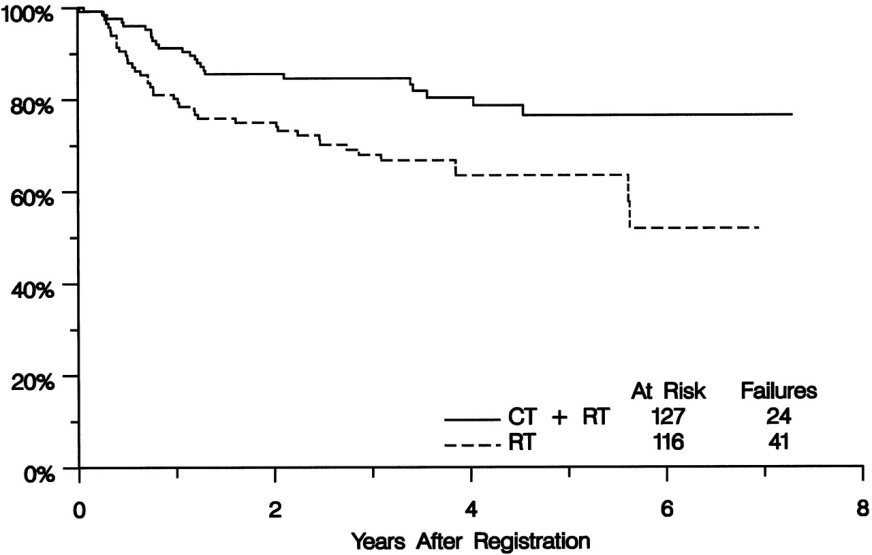 100%
80%
60%
40%
20%
0%
At Risk Failures
CT + RT 127 24
RT 116 41
0 2 4 6 8
Years After Registration